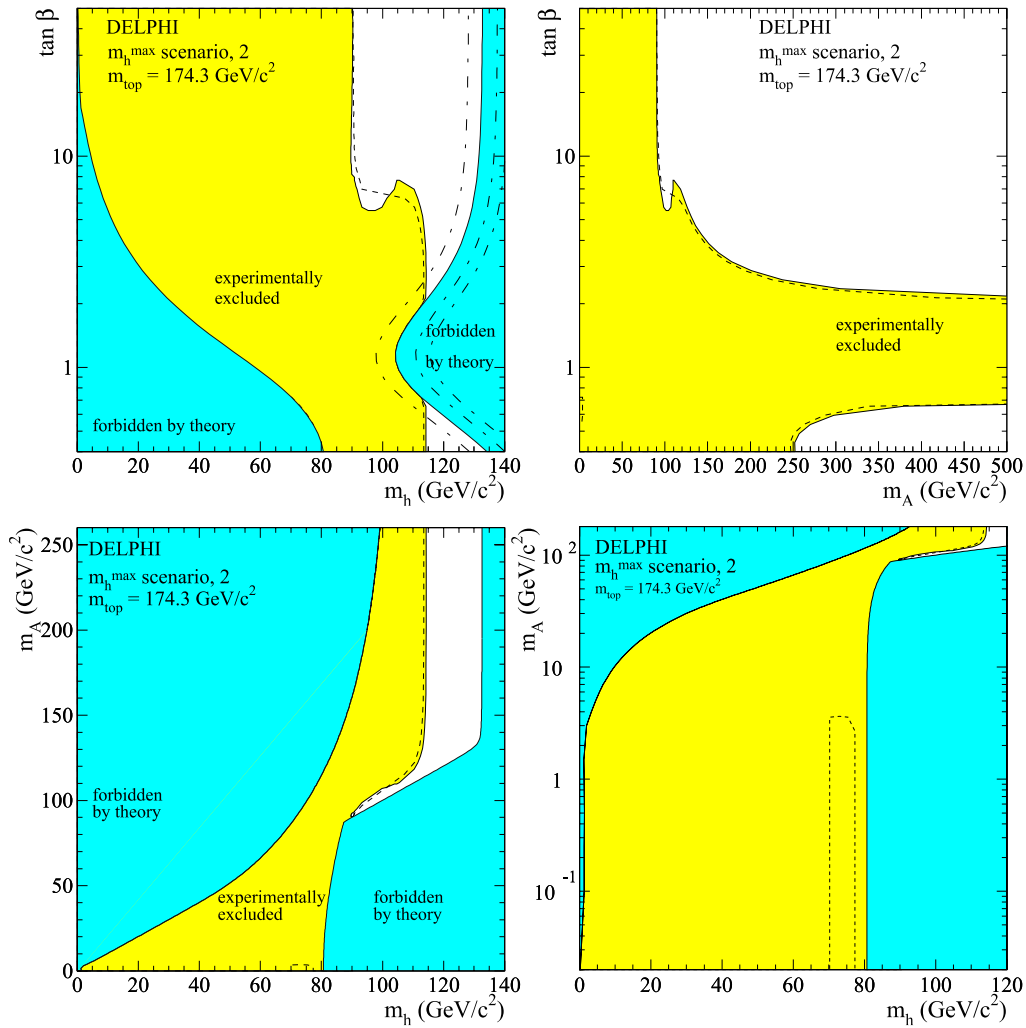 tan β
DELPHI
m_h^max scenario, 2
m_top = 174.3 GeV/c²
10
1
experimentally
excluded
forbidden
by theory
forbidden by theory
0 20 40 60 80 100 120 140
m_h (GeV/c²)
tan β
DELPHI
m_h^max scenario, 2
m_top = 174.3 GeV/c²
10
1
experimentally
excluded
0 50 100 150 200 250 300 350 400 450 500
m_A (GeV/c²)
m_A (GeV/c²)
DELPHI
m_h^max scenario, 2
m_top = 174.3 GeV/c²
250
200
150
100
50
0
forbidden
by theory
experimentally
excluded
forbidden
by theory
0 20 40 60 80 100 120 140
m_h (GeV/c²)
m_A (GeV/c²)
DELPHI
m_h^max scenario, 2
m_top = 174.3 GeV/c²
10²
10
1
10⁻¹
0 20 40 60 80 100 120
m_h (GeV/c²)